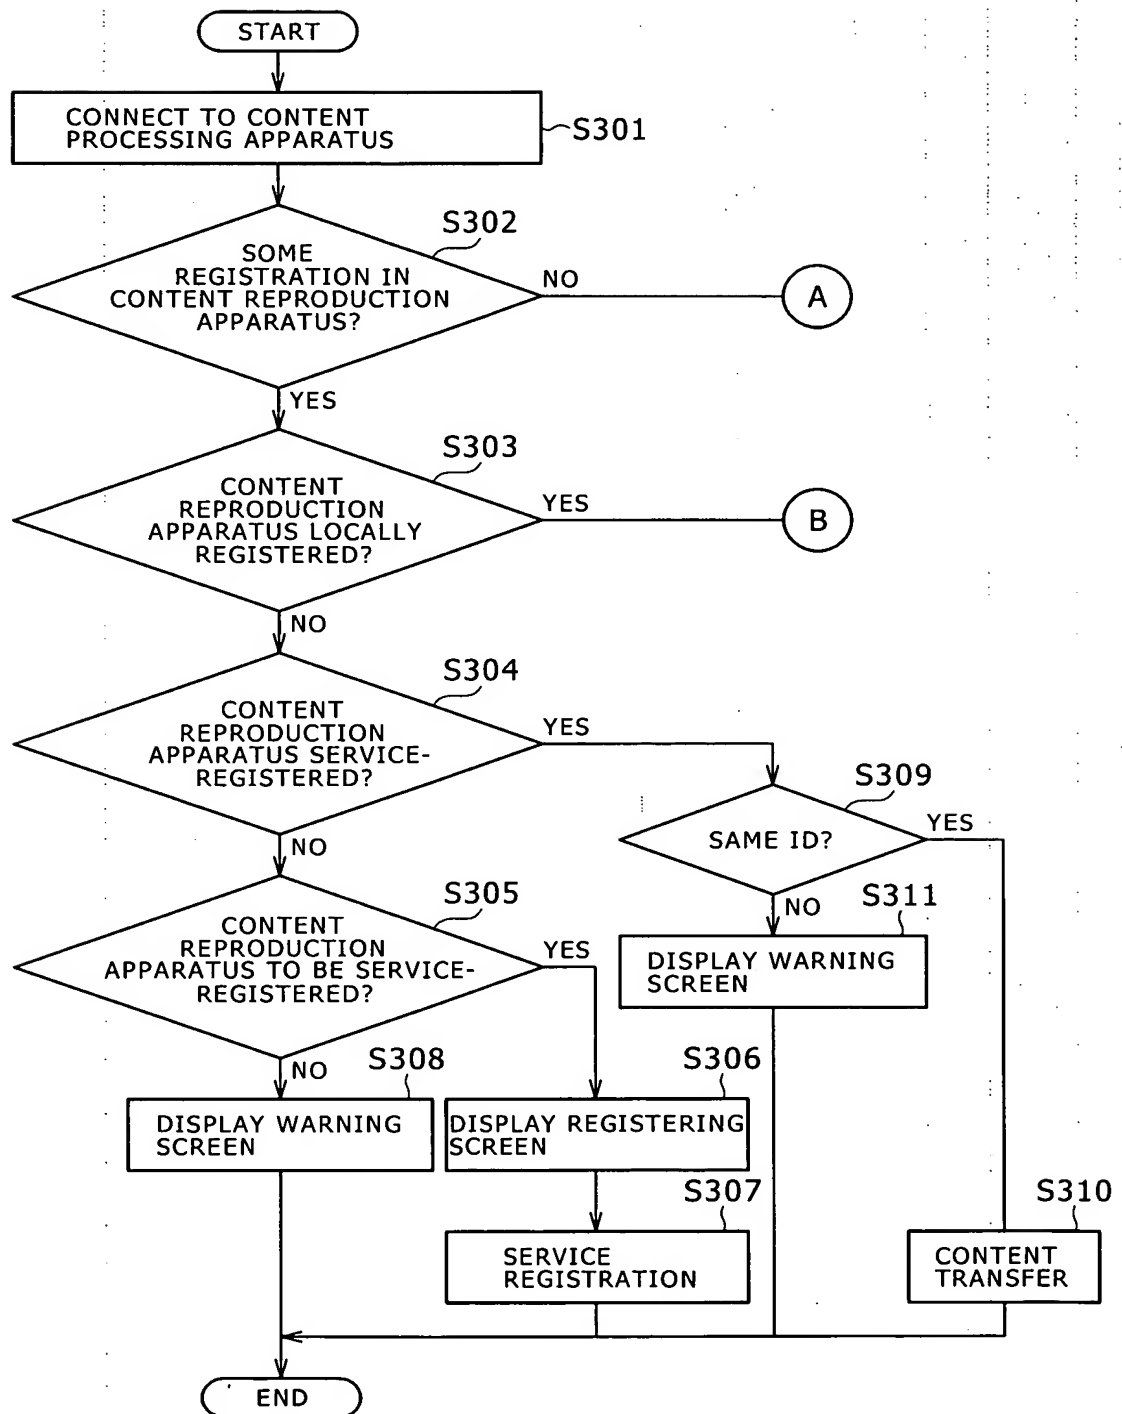 START
CONNECT TO CONTENT
PROCESSING APPARATUS
S301
S302
SOME
REGISTRATION IN
CONTENT REPRODUCTION
APPARATUS?
NO
A
YES
S303
CONTENT
REPRODUCTION
APPARATUS LOCALLY
REGISTERED?
YES
B
NO
S304
CONTENT
REPRODUCTION
APPARATUS SERVICE-
REGISTERED?
YES
S309
SAME ID?
YES
NO
NO
S305
CONTENT
REPRODUCTION
APPARATUS TO BE SERVICE-
REGISTERED?
YES
S311
DISPLAY WARNING
SCREEN
NO
S308
DISPLAY WARNING
SCREEN
S306
DISPLAY REGISTERING
SCREEN
S307
SERVICE
REGISTRATION
S310
CONTENT
TRANSFER
END